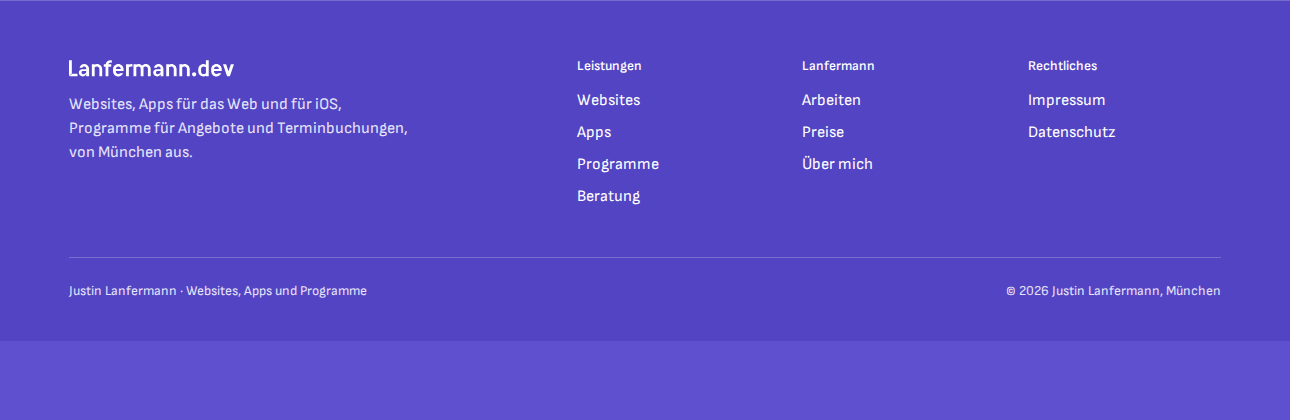 Lanfermann.dev
Websites, Apps für das Web und für iOS,
Programme für Angebote und Terminbuchungen,
von München aus.
Leistungen
Websites
Apps
Programme
Beratung
Lanfermann
Arbeiten
Preise
Über mich
Rechtliches
Impressum
Datenschutz
Justin Lanfermann · Websites, Apps und Programme
© 2026 Justin Lanfermann, München